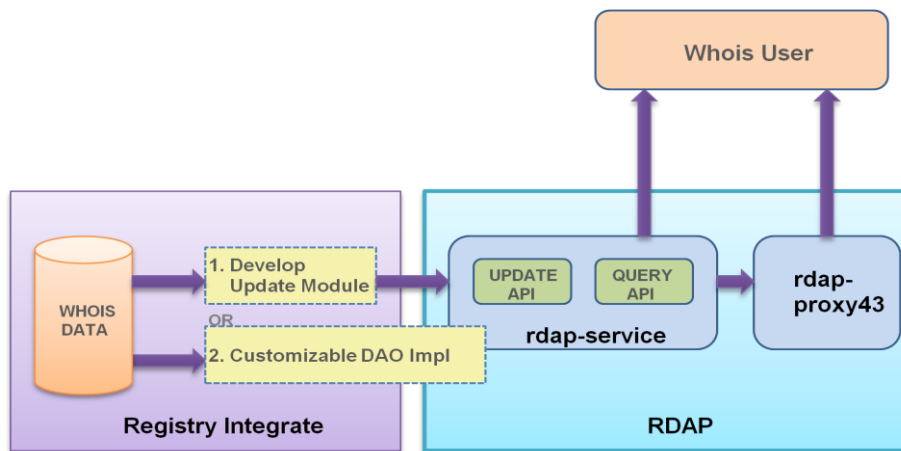 Whois User
1. Develop
Update Module
UPDATE
API
QUERY
API
rdap-
proxy43
WHOIS
DATA
OR
rdap-service
2. Customizable DAO Impl
Registry Integrate
RDAP